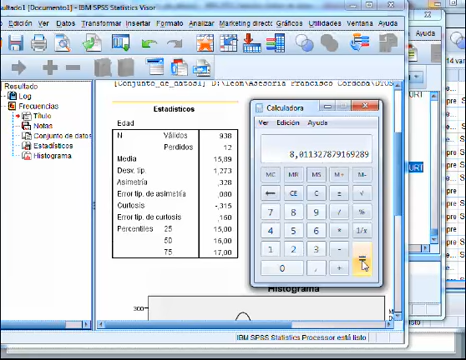 ultado1 [Documento1] - IBM SPSS Statistics Visor
Edición Ver Datos Transformar Insertar Formato Analizar Marketing directo Gráficos Utilidades Ventana Ayuda
Resultado
Log
Frecuencias
Título
Notas
Conjunto de datos
Estadísticos
Histograma
Estadísticos
Edad
N Válidos 938
Perdidos 12
Media 15,89
Desv. típ. 1,273
Asimetría ,328
Error típ. de asimetría ,080
Curtosis -,315
Error típ. de curtosis ,160
Percentiles 25 15,00
50 16,00
75 17,00
Histograma
300
Calculadora
Ver Edición Ayuda
8,011327879169289
MC MR MS M+ M-
← CE C ± √
7 8 9 / %
4 5 6 * 1/x
1 2 3 - =
0 , +
Ayuda
IBM SPSS Statistics Processor está listo